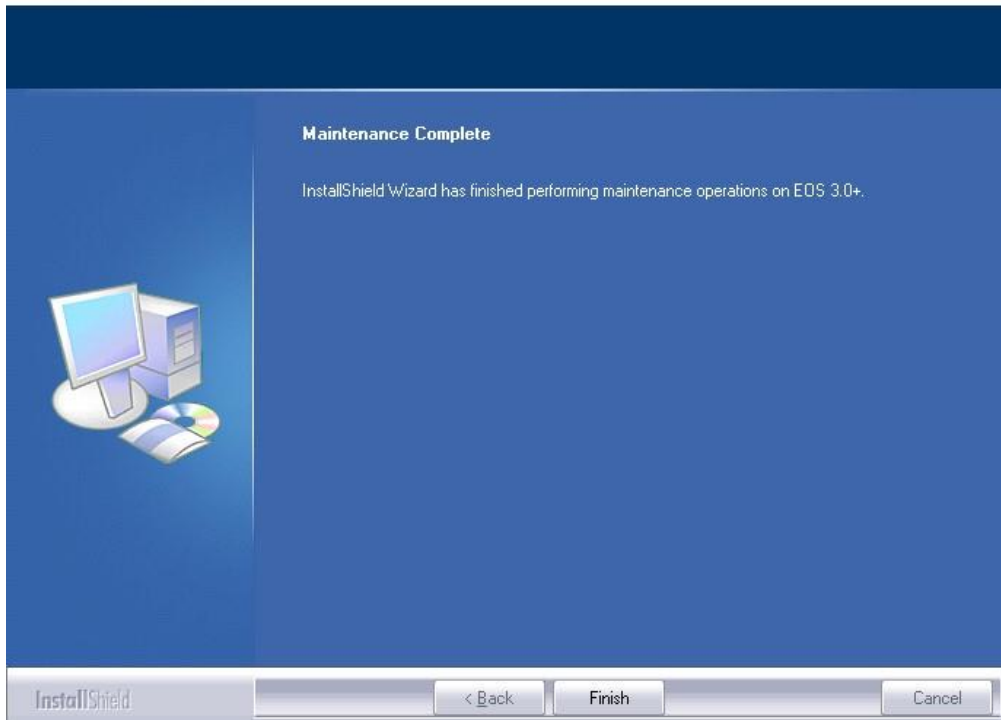 Maintenance Complete
InstallShield Wizard has finished performing maintenance operations on EOS 3.0+.
InstallShield
< Back
Finish
Cancel